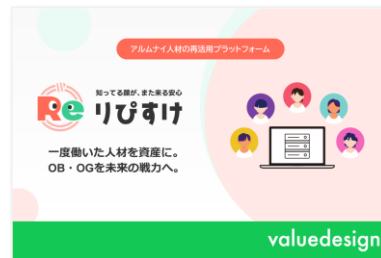 アルムナイ人材の再活用プラットフォーム
知ってる顔が、また来る安心
Re りぴすけ
一度働いた人材を資産に。
OB・OGを未来の戦力へ。
valuedesign